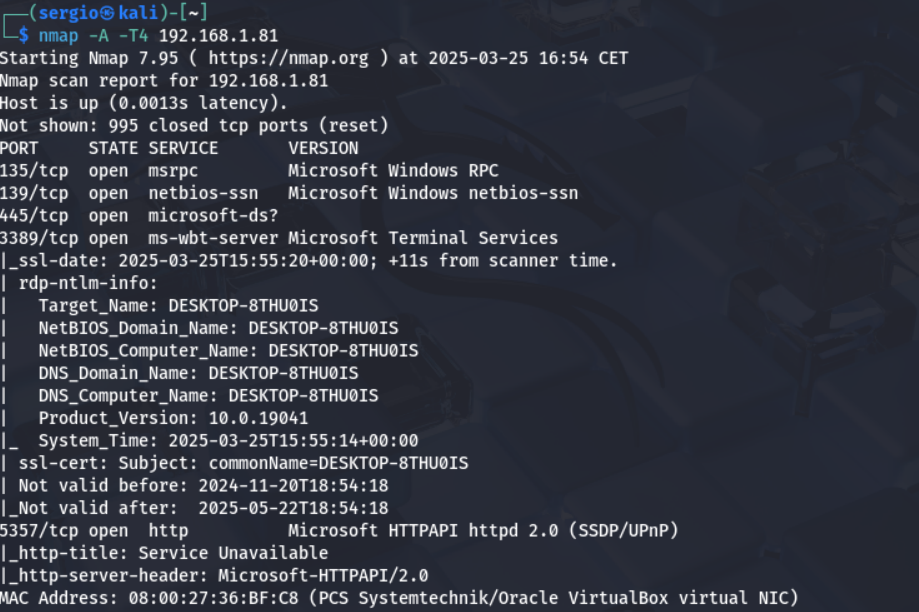 ┌──(sergio㉿kali)-[~]
└─$ nmap -A -T4 192.168.1.81
Starting Nmap 7.95 ( https://nmap.org ) at 2025-03-25 16:54 CET
Nmap scan report for 192.168.1.81
Host is up (0.0013s latency).
Not shown: 995 closed tcp ports (reset)
PORT     STATE SERVICE       VERSION
135/tcp  open  msrpc         Microsoft Windows RPC
139/tcp  open  netbios-ssn   Microsoft Windows netbios-ssn
445/tcp  open  microsoft-ds?
3389/tcp open  ms-wbt-server Microsoft Terminal Services
|_ssl-date: 2025-03-25T15:55:20+00:00; +11s from scanner time.
| rdp-ntlm-info:
|   Target_Name: DESKTOP-8THU0IS
|   NetBIOS_Domain_Name: DESKTOP-8THU0IS
|   NetBIOS_Computer_Name: DESKTOP-8THU0IS
|   DNS_Domain_Name: DESKTOP-8THU0IS
|   DNS_Computer_Name: DESKTOP-8THU0IS
|   Product_Version: 10.0.19041
|_  System_Time: 2025-03-25T15:55:14+00:00
| ssl-cert: Subject: commonName=DESKTOP-8THU0IS
| Not valid before: 2024-11-20T18:54:18
|_Not valid after:  2025-05-22T18:54:18
5357/tcp open  http          Microsoft HTTPAPI httpd 2.0 (SSDP/UPnP)
|_http-title: Service Unavailable
|_http-server-header: Microsoft-HTTPAPI/2.0
MAC Address: 08:00:27:36:BF:C8 (PCS Systemtechnik/Oracle VirtualBox virtual NIC)